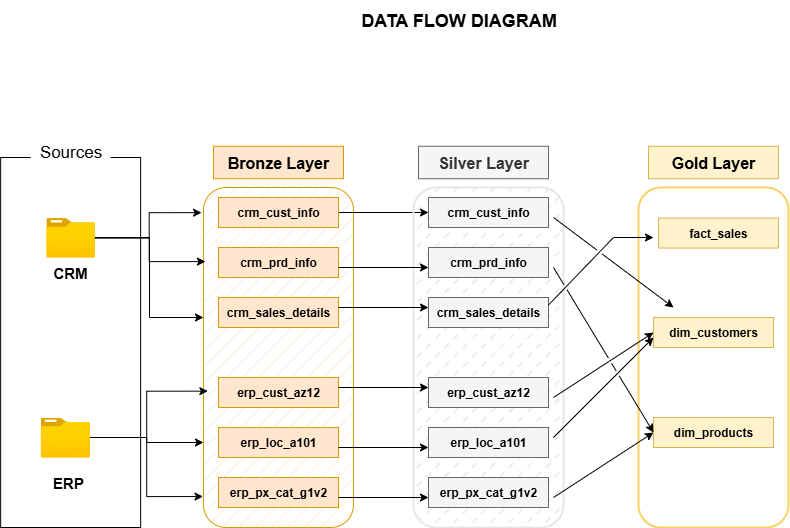 DATA FLOW DIAGRAM
Sources
Bronze Layer
Silver Layer
Gold Layer
CRM
ERP
crm_cust_info
crm_prd_info
crm_sales_details
erp_cust_az12
erp_loc_a101
erp_px_cat_g1v2
crm_cust_info
crm_prd_info
crm_sales_details
erp_cust_az12
erp_loc_a101
erp_px_cat_g1v2
fact_sales
dim_customers
dim_products